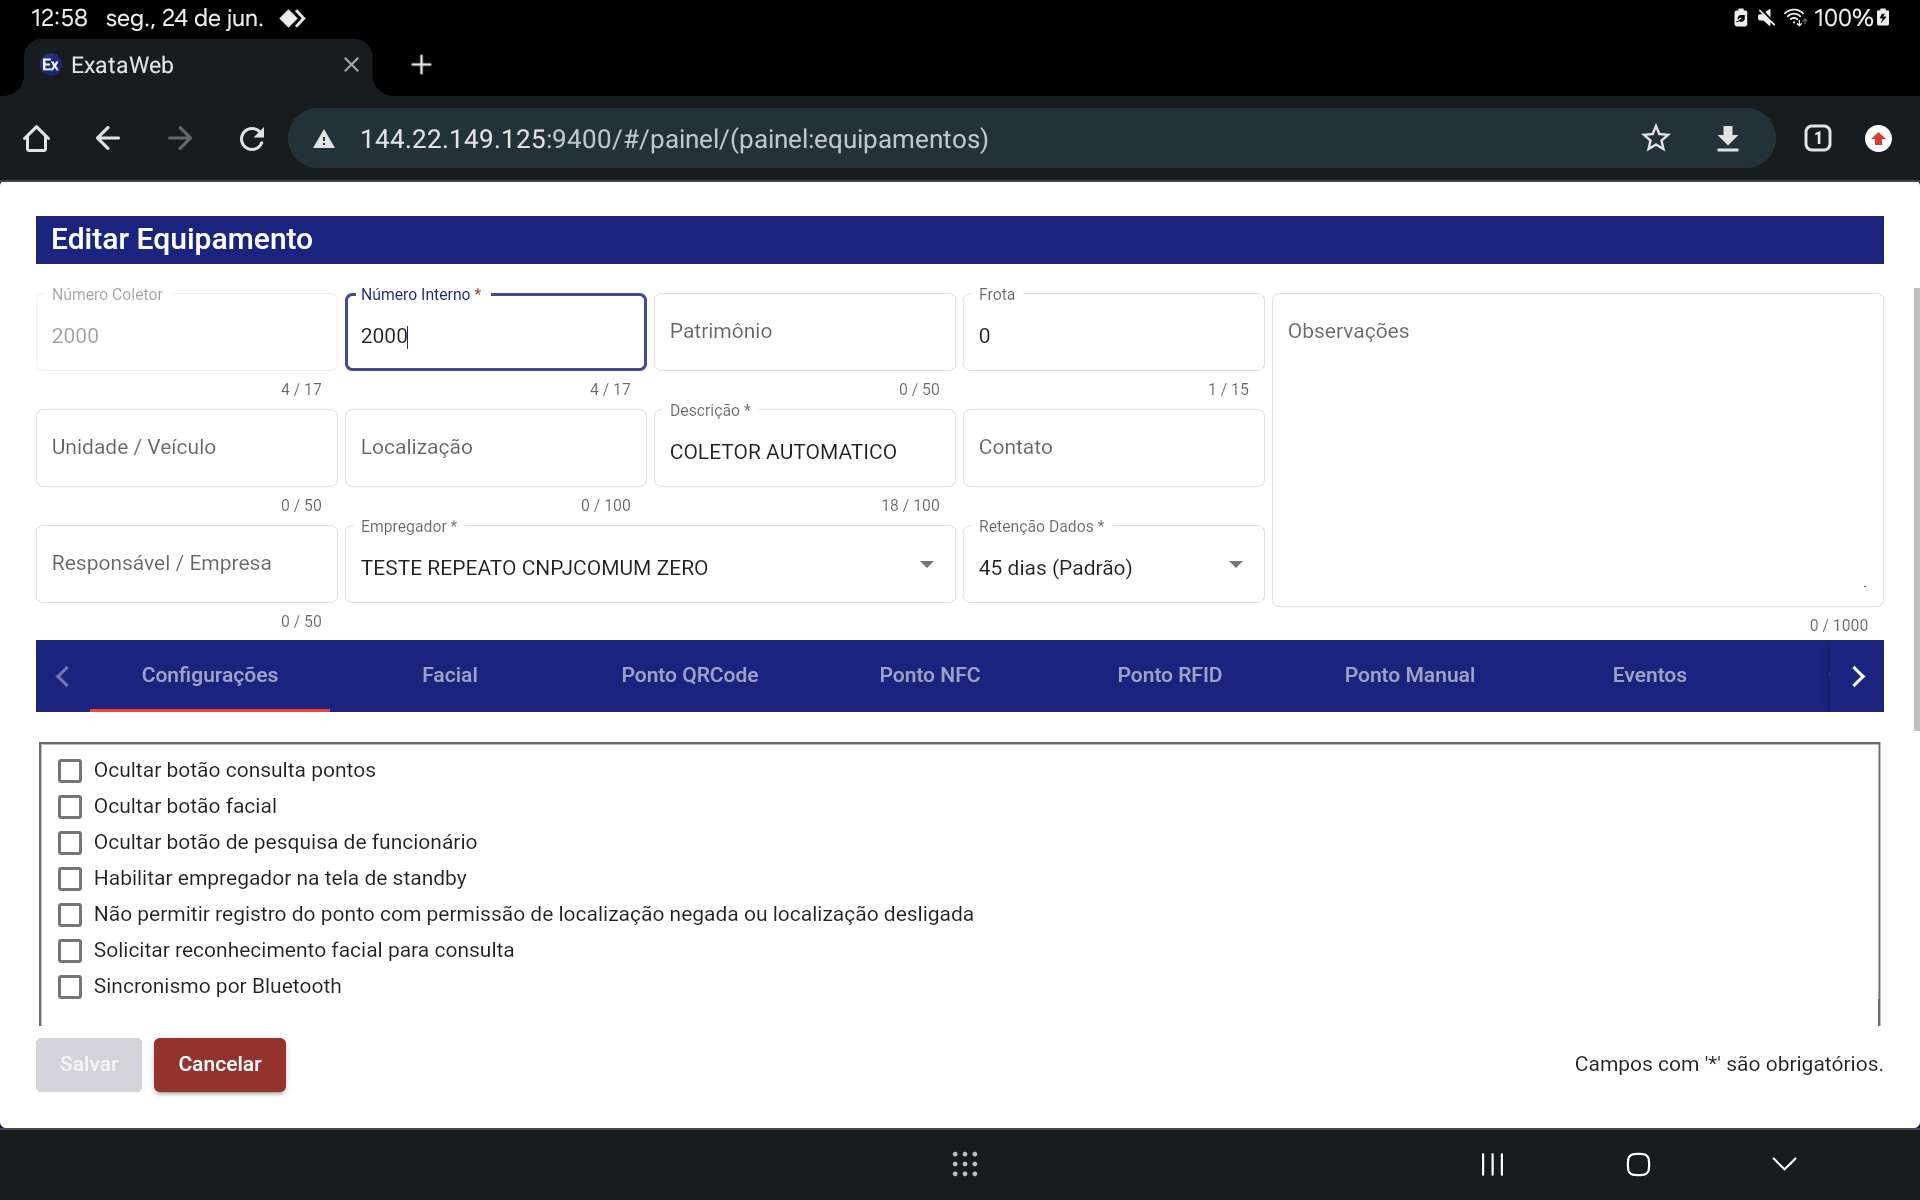 12:58 seg., 24 de jun. 100%
Ex ExataWeb
144.22.149.125:9400/#/painel/(painel:equipamentos) 1
Editar Equipamento
Número Coletor Número Interno * Frota
2000 2000 Patrimônio 0 Observações
4 / 17 4 / 17 0 / 50 1 / 15
Descrição *
Unidade / Veículo Localização COLETOR AUTOMATICO Contato
0 / 50 0 / 100 18 / 100
Empregador * Retenção Dados *
Responsável / Empresa TESTE REPEATO CNPJCOMUM ZERO 45 dias (Padrão)
0 / 50 0 / 1000
Configurações Facial Ponto QRCode Ponto NFC Ponto RFID Ponto Manual Eventos
Ocultar botão consulta pontos
Ocultar botão facial
Ocultar botão de pesquisa de funcionário
Habilitar empregador na tela de standby
Não permitir registro do ponto com permissão de localização negada ou localização desligada
Solicitar reconhecimento facial para consulta
Sincronismo por Bluetooth
Salvar Cancelar Campos com '*' são obrigatórios.